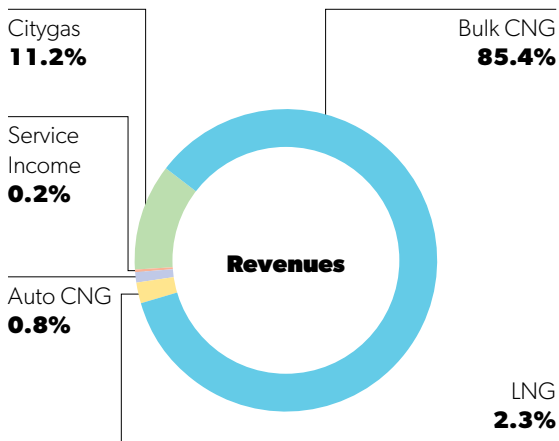 Citygas
11.2%
Bulk CNG
85.4%
Service
Income
0.2%
Revenues
Auto CNG
0.8%
LNG
2.3%